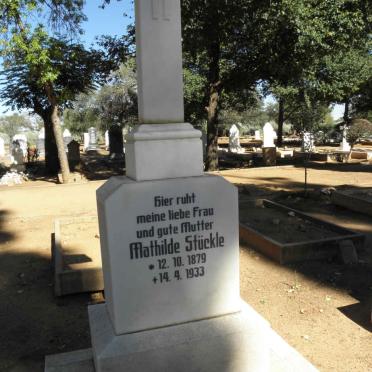 Hier ruht
meine liebe Frau
und gute Mutter
Mathilde Stückle
* 12. 10. 1879
+ 14. 4. 1933